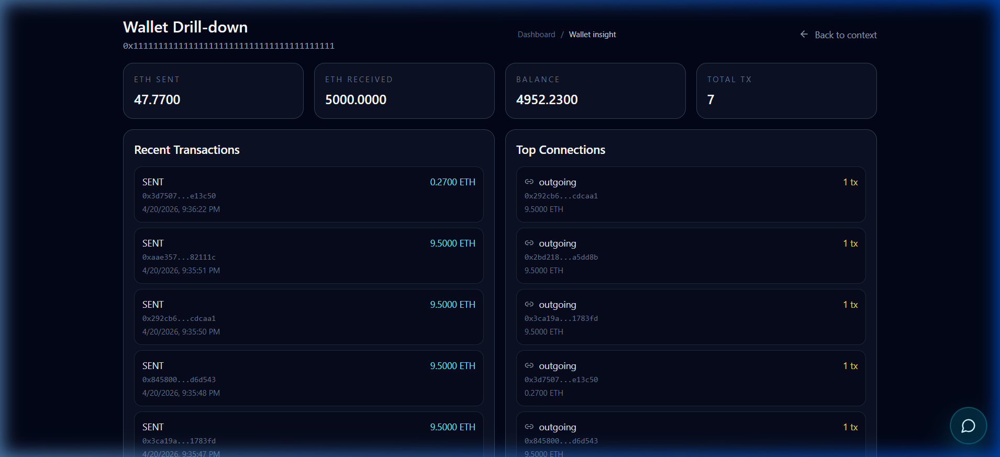 Wallet Drill-down
0x1111111111111111111111111111111111111111
Dashboard / Wallet insight
Back to context
ETH SENT
47.7700
ETH RECEIVED
5000.0000
BALANCE
4952.2300
TOTAL TX
7
Recent Transactions
SENT
0.2700 ETH
0x3d7507...e13c50
4/20/2026, 9:36:22 PM
SENT
9.5000 ETH
0xaae357...82111c
4/20/2026, 9:35:51 PM
SENT
9.5000 ETH
0x292cb6...cdcaa1
4/20/2026, 9:35:50 PM
SENT
9.5000 ETH
0x845800...d6d543
4/20/2026, 9:35:48 PM
SENT
9.5000 ETH
0x3ca19a...1783fd
4/20/2026, 9:35:47 PM
Top Connections
outgoing
1 tx
0x292cb6...cdcaa1
9.5000 ETH
outgoing
1 tx
0x2bd218...a5dd8b
9.5000 ETH
outgoing
1 tx
0x3ca19a...1783fd
9.5000 ETH
outgoing
1 tx
0x3d7507...e13c50
0.2700 ETH
outgoing
1 tx
0x845800...d6d543
9.5000 ETH